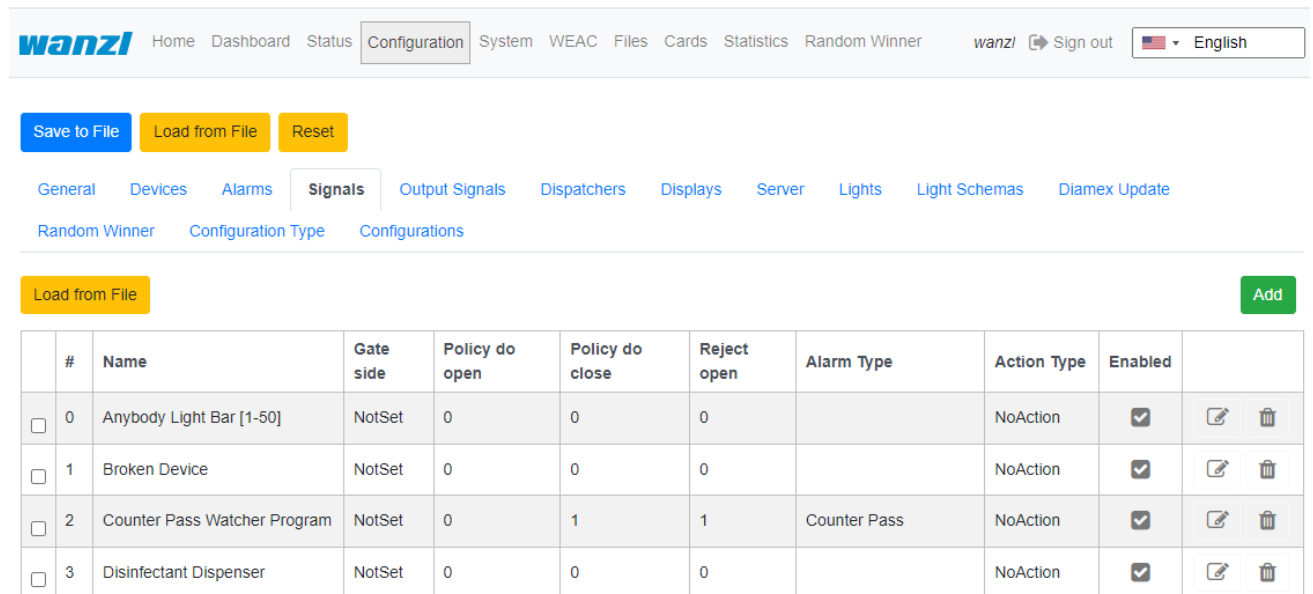 wanzl Home Dashboard Status Configuration System WEAC Files Cards Statistics Random Winner wanzl Sign out English
Save to File Load from File Reset
General Devices Alarms Signals Output Signals Dispatchers Displays Server Lights Light Schemas Diamex Update
Random Winner Configuration Type Configurations
Load from File Add
# Name Gate side Policy do open Policy do close Reject open Alarm Type Action Type Enabled
0 Anybody Light Bar [1-50] NotSet 0 0 0 NoAction
1 Broken Device NotSet 0 0 0 NoAction
2 Counter Pass Watcher Program NotSet 0 1 1 Counter Pass NoAction
3 Disinfectant Dispenser NotSet 0 0 0 NoAction